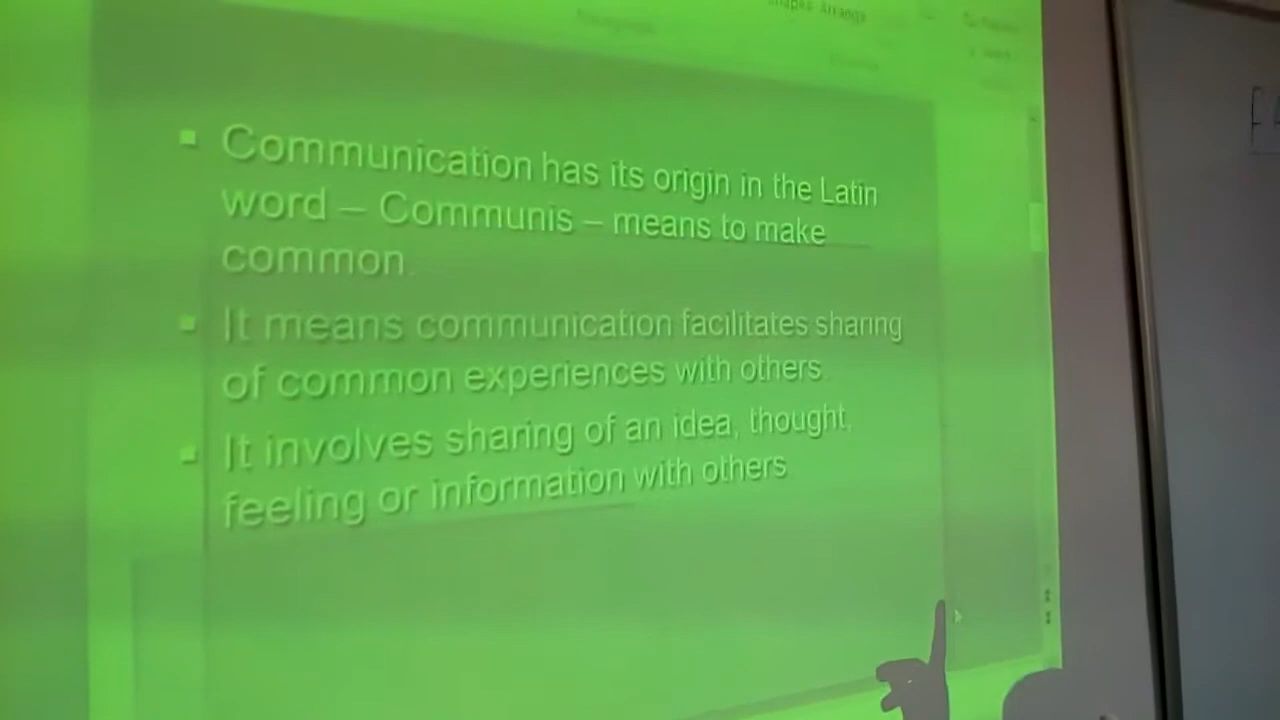 Arrange
Communication has its origin in the Latin
word – Communis – means to make
common.
It means communication facilitates sharing
of common experiences with others.
It involves sharing of an idea, thought,
feeling or information with others